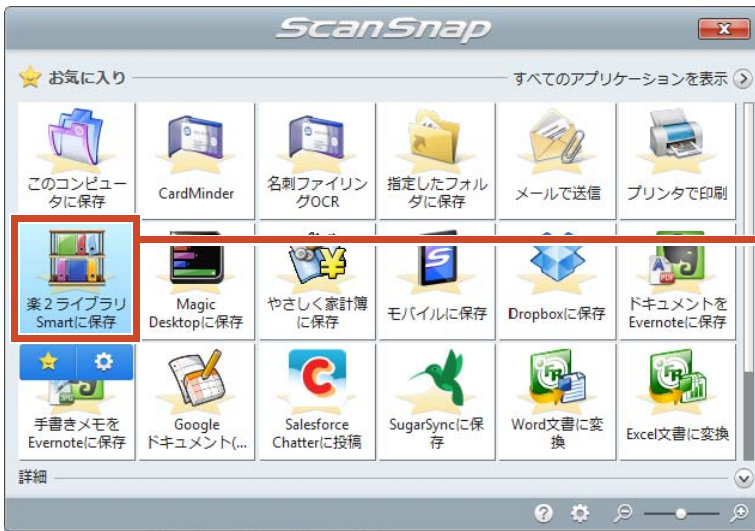 ScanSnap
お気に入り
すべてのアプリケーションを表示
このコンピュー
タに保存
CardMinder
名刺ファイリン
グOCR
指定したフォル
ダに保存
メールで送信
プリンタで印刷
楽2ライブラリ
Smartに保存
Magic
Desktopに保存
やさしく家計簿
に保存
モバイルに保存
Dropboxに保存
ドキュメントを
Evernoteに保存
手書きメモを
Evernoteに保存
Google
ドキュメント(...
Salesforce
Chatterに投稿
SugarSyncに保
存
Word文書に変
換
Excel文書に変換
詳細